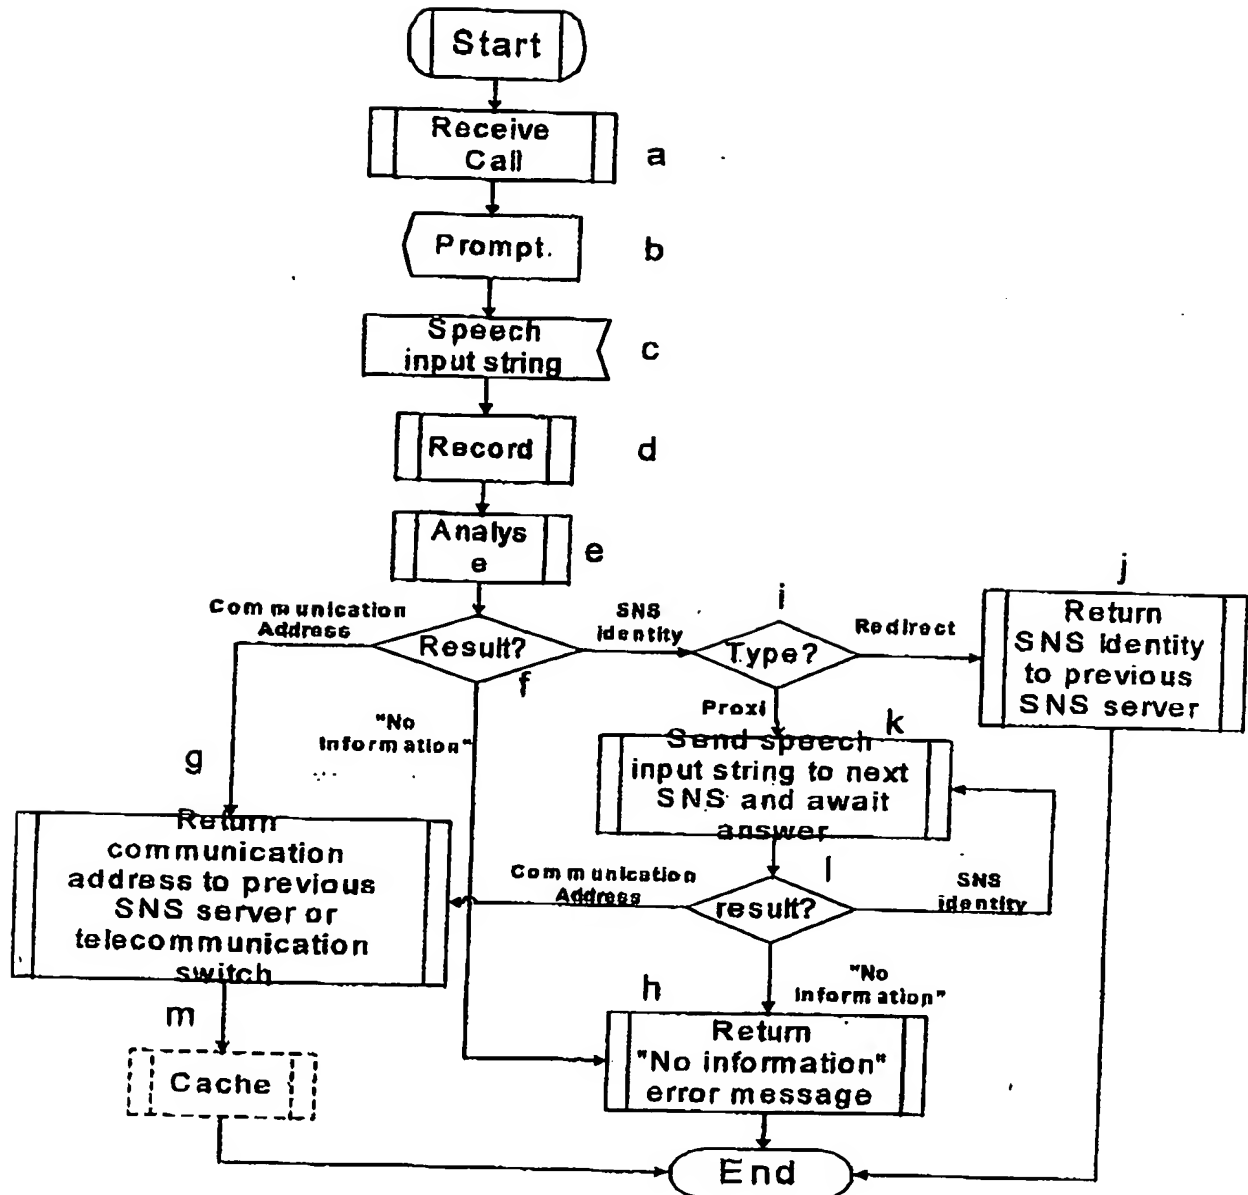 Start
Receive
Call
a
Prompt.
b
Speech
input string
c
Record
d
Analys
e
e
Communication
Address
Result?
f
SNS
identity
i
Type?
Redirect
j
Return
SNS Identity
to previous
SNS server
"No
Information"
Proxi
k
Send speech
input string to next
SNS and await
answer
g
Return
communication
address to previous
SNS server or
telecommunication
switch
Communication
Address
l
result?
SNS
identity
"No
Information"
h
Return
"No information"
error message
m
Cache
End